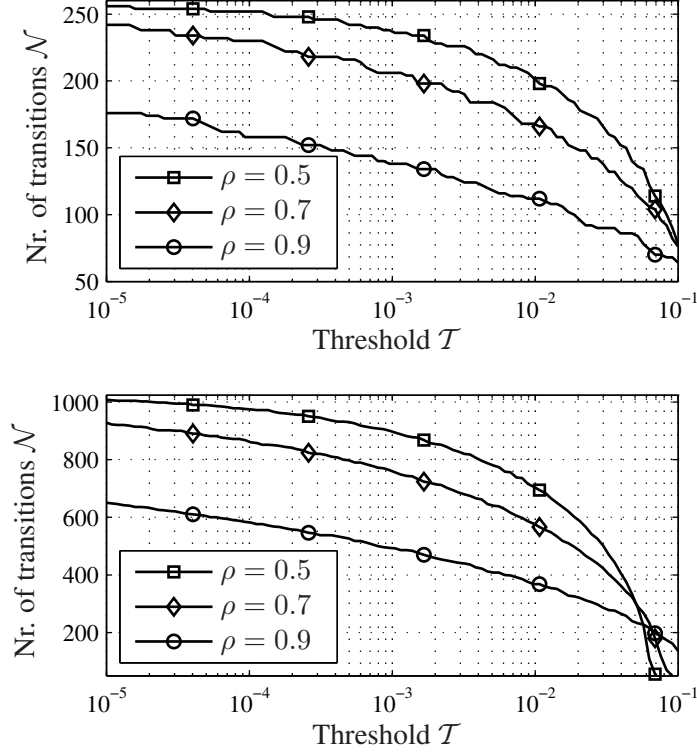 250
200
150
100
50
Nr. of transitions 𝒩
ρ = 0.5
ρ = 0.7
ρ = 0.9
10⁻⁵ 10⁻⁴ 10⁻³ 10⁻² 10⁻¹
Threshold 𝒯
1000
800
600
400
200
Nr. of transitions 𝒩
ρ = 0.5
ρ = 0.7
ρ = 0.9
10⁻⁵ 10⁻⁴ 10⁻³ 10⁻² 10⁻¹
Threshold 𝒯